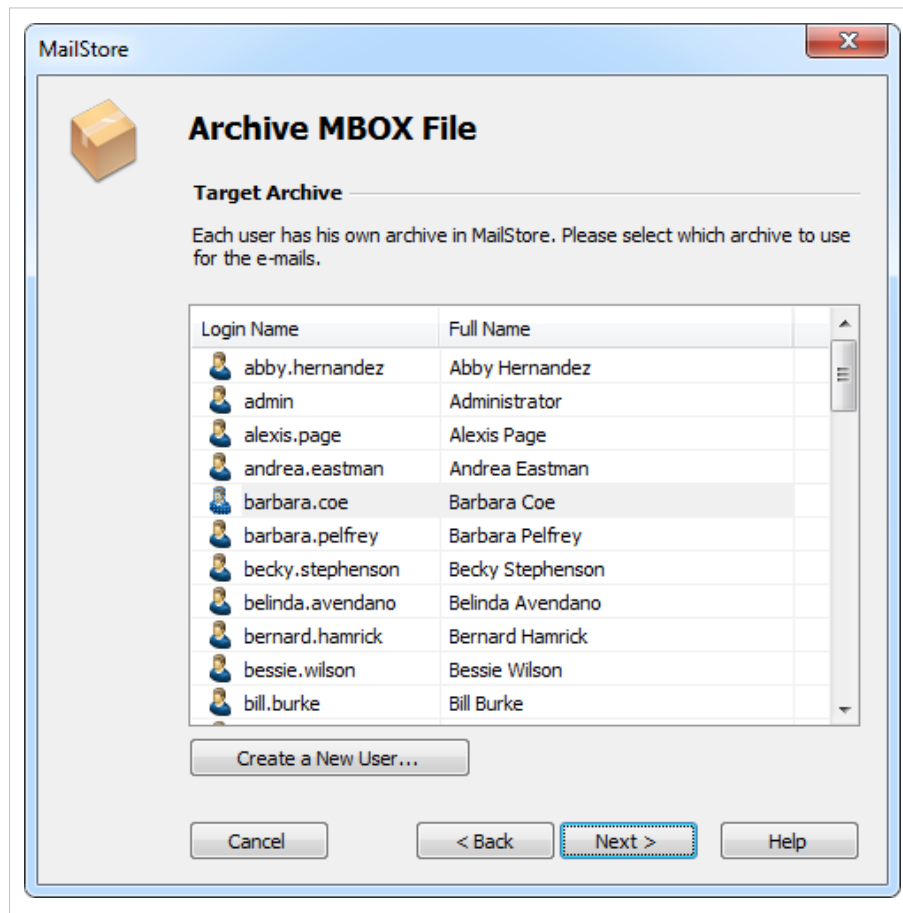 MailStore
Archive MBOX File
Target Archive
Each user has his own archive in MailStore. Please select which archive to use
for the e-mails.
Login Name Full Name
abby.hernandez Abby Hernandez
admin Administrator
alexis.page Alexis Page
andrea.eastman Andrea Eastman
barbara.coe Barbara Coe
barbara.pelfrey Barbara Pelfrey
becky.stephenson Becky Stephenson
belinda.avendano Belinda Avendano
bernard.hamrick Bernard Hamrick
bessie.wilson Bessie Wilson
bill.burke Bill Burke
Create a New User...
Cancel < Back Next > Help